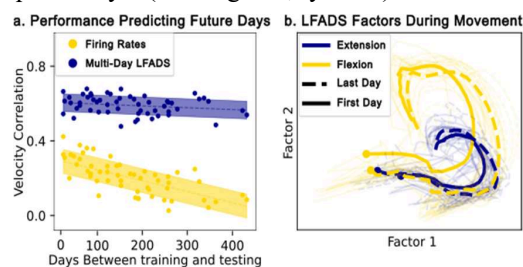 a. Performance Predicting Future Days
Firing Rates
Multi-Day LFADS
Velocity Correlation
0.8
0.4
0.0
0 100 200 300 400
Days Between training and testing
b. LFADS Factors During Movement
Extension
Flexion
Last Day
First Day
Factor 2
Factor 1